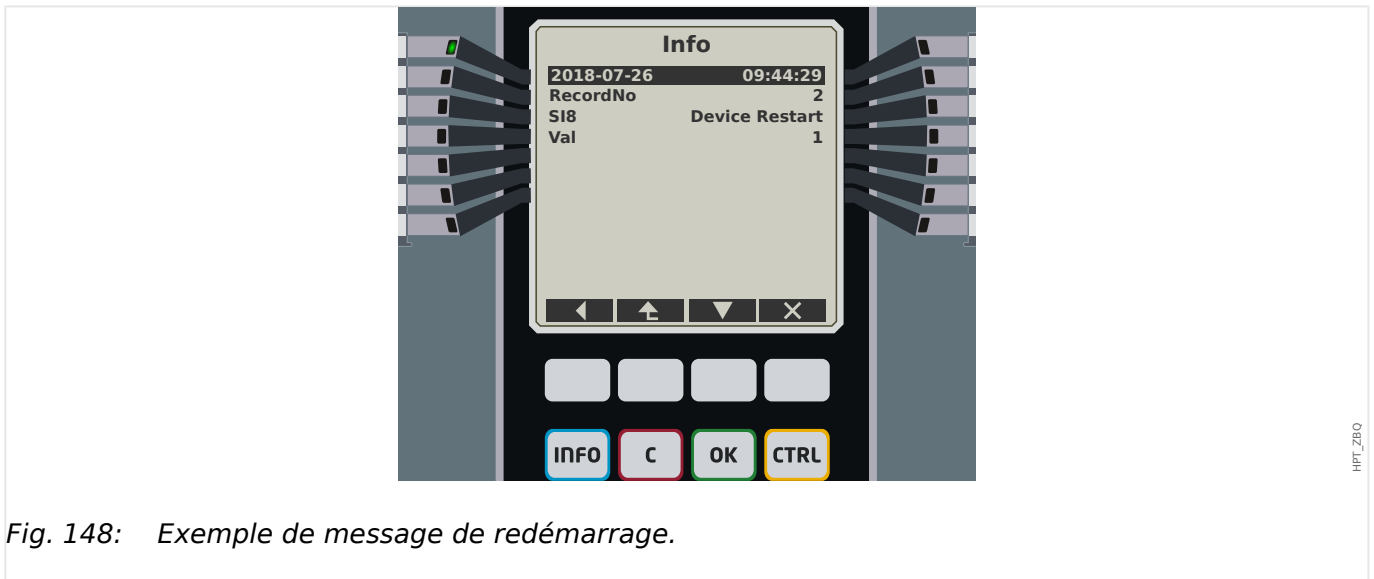 Info
2018-07-26 09:44:29
RecordNo 2
SI8 Device Restart
Val 1
INFO C OK CTRL
HPT_ZBQ
Fig. 148: Exemple de message de redémarrage.